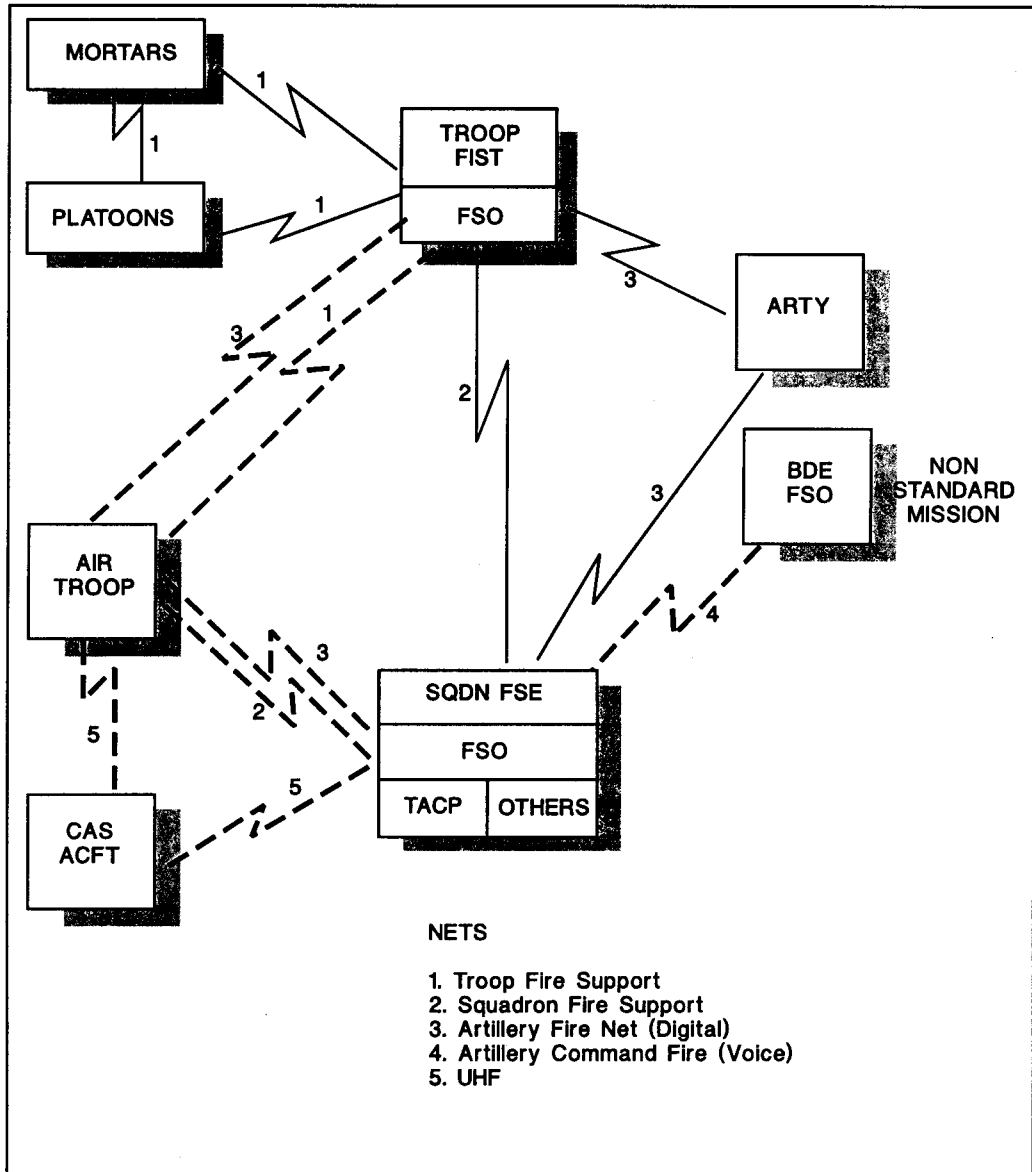 MORTARS
1
TROOP
FIST
1
PLATOONS
1
FSO
3
ARTY
3
1
2
BDE
FSO
NON
STANDARD
MISSION
3
AIR
TROOP
4
3
2
SQDN FSE
FSO
5
5
TACP
OTHERS
CAS
ACFT
NETS
1. Troop Fire Support
2. Squadron Fire Support
3. Artillery Fire Net (Digital)
4. Artillery Command Fire (Voice)
5. UHF